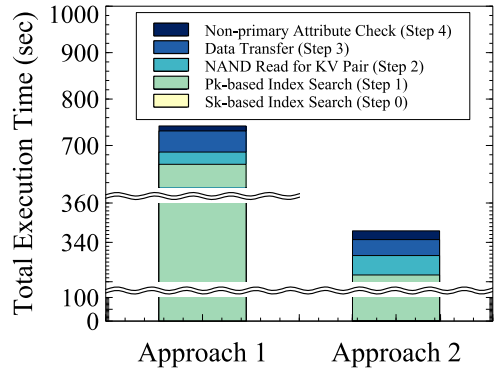 Total Execution Time (sec)
1000
900
800
700
360
340
100
0
Non-primary Attribute Check (Step 4)
Data Transfer (Step 3)
NAND Read for KV Pair (Step 2)
Pk-based Index Search (Step 1)
Sk-based Index Search (Step 0)
Approach 1
Approach 2